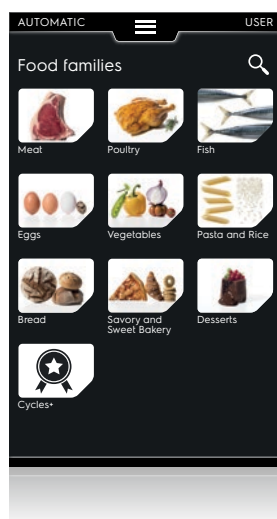 AUTOMATIC USER
Food families
Meat Poultry Fish
Eggs Vegetables Pasta and Rice
Bread Savory and Sweet Bakery Desserts
Cycles+